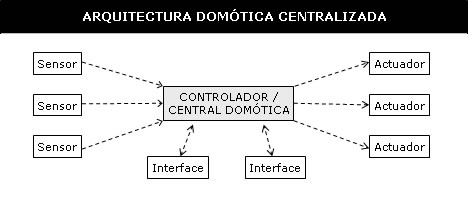 ARQUITECTURA DOMÓTICA CENTRALIZADA
Sensor
Actuador
CONTROLADOR /
CENTRAL DOMÓTICA
Sensor
Actuador
Sensor
Actuador
Interface
Interface